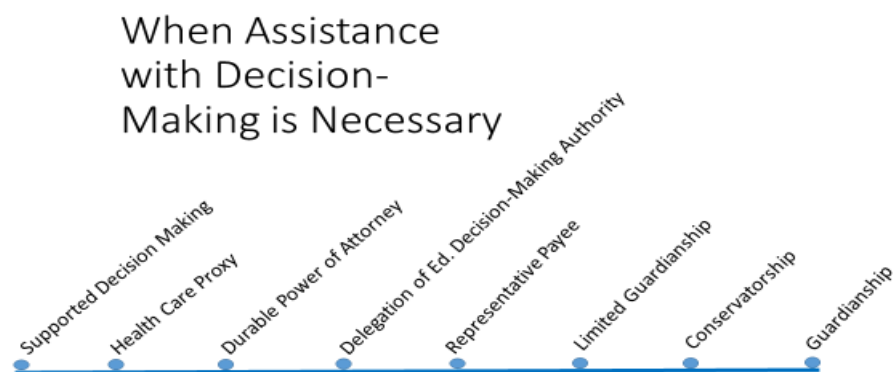 When Assistance
with Decision-
Making is Necessary
Supported Decision Making
Health Care Proxy
Durable Power of Attorney
Delegation of Ed. Decision-Making Authority
Representative Payee
Limited Guardianship
Conservatorship
Guardianship